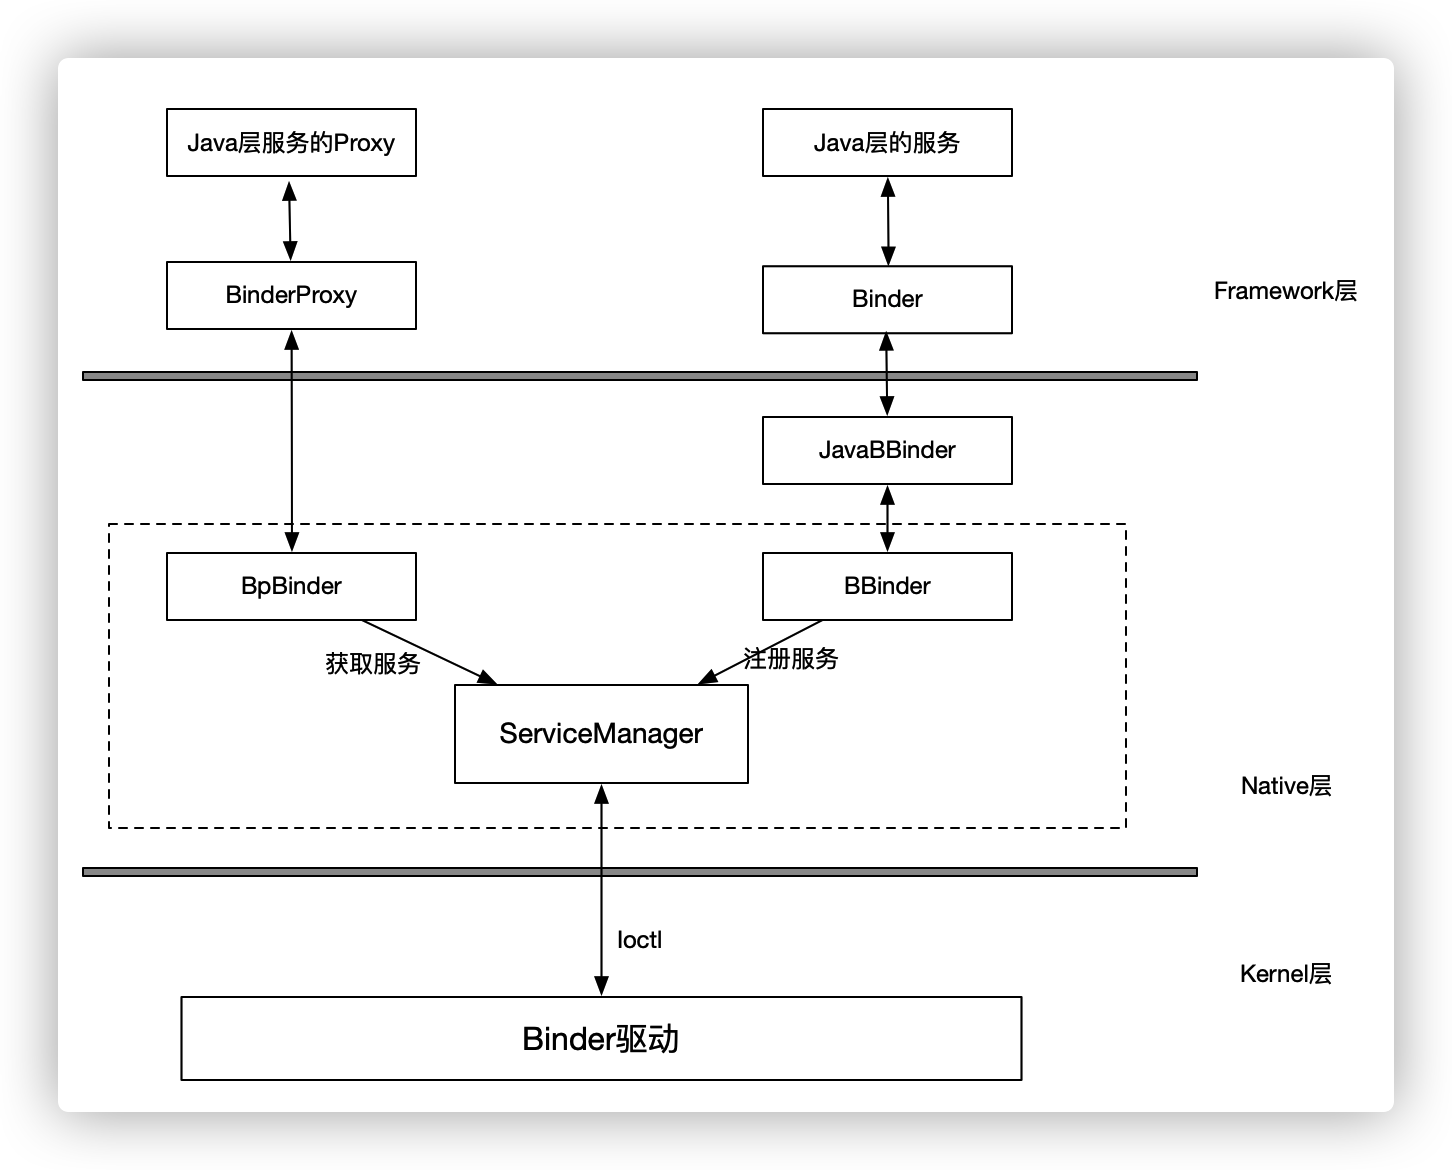 Java层服务的Proxy
Java层的服务
BinderProxy
Binder
Framework层
JavaBBinder
BpBinder
BBinder
获取服务
注册服务
ServiceManager
Native层
Ioctl
Kernel层
Binder驱动